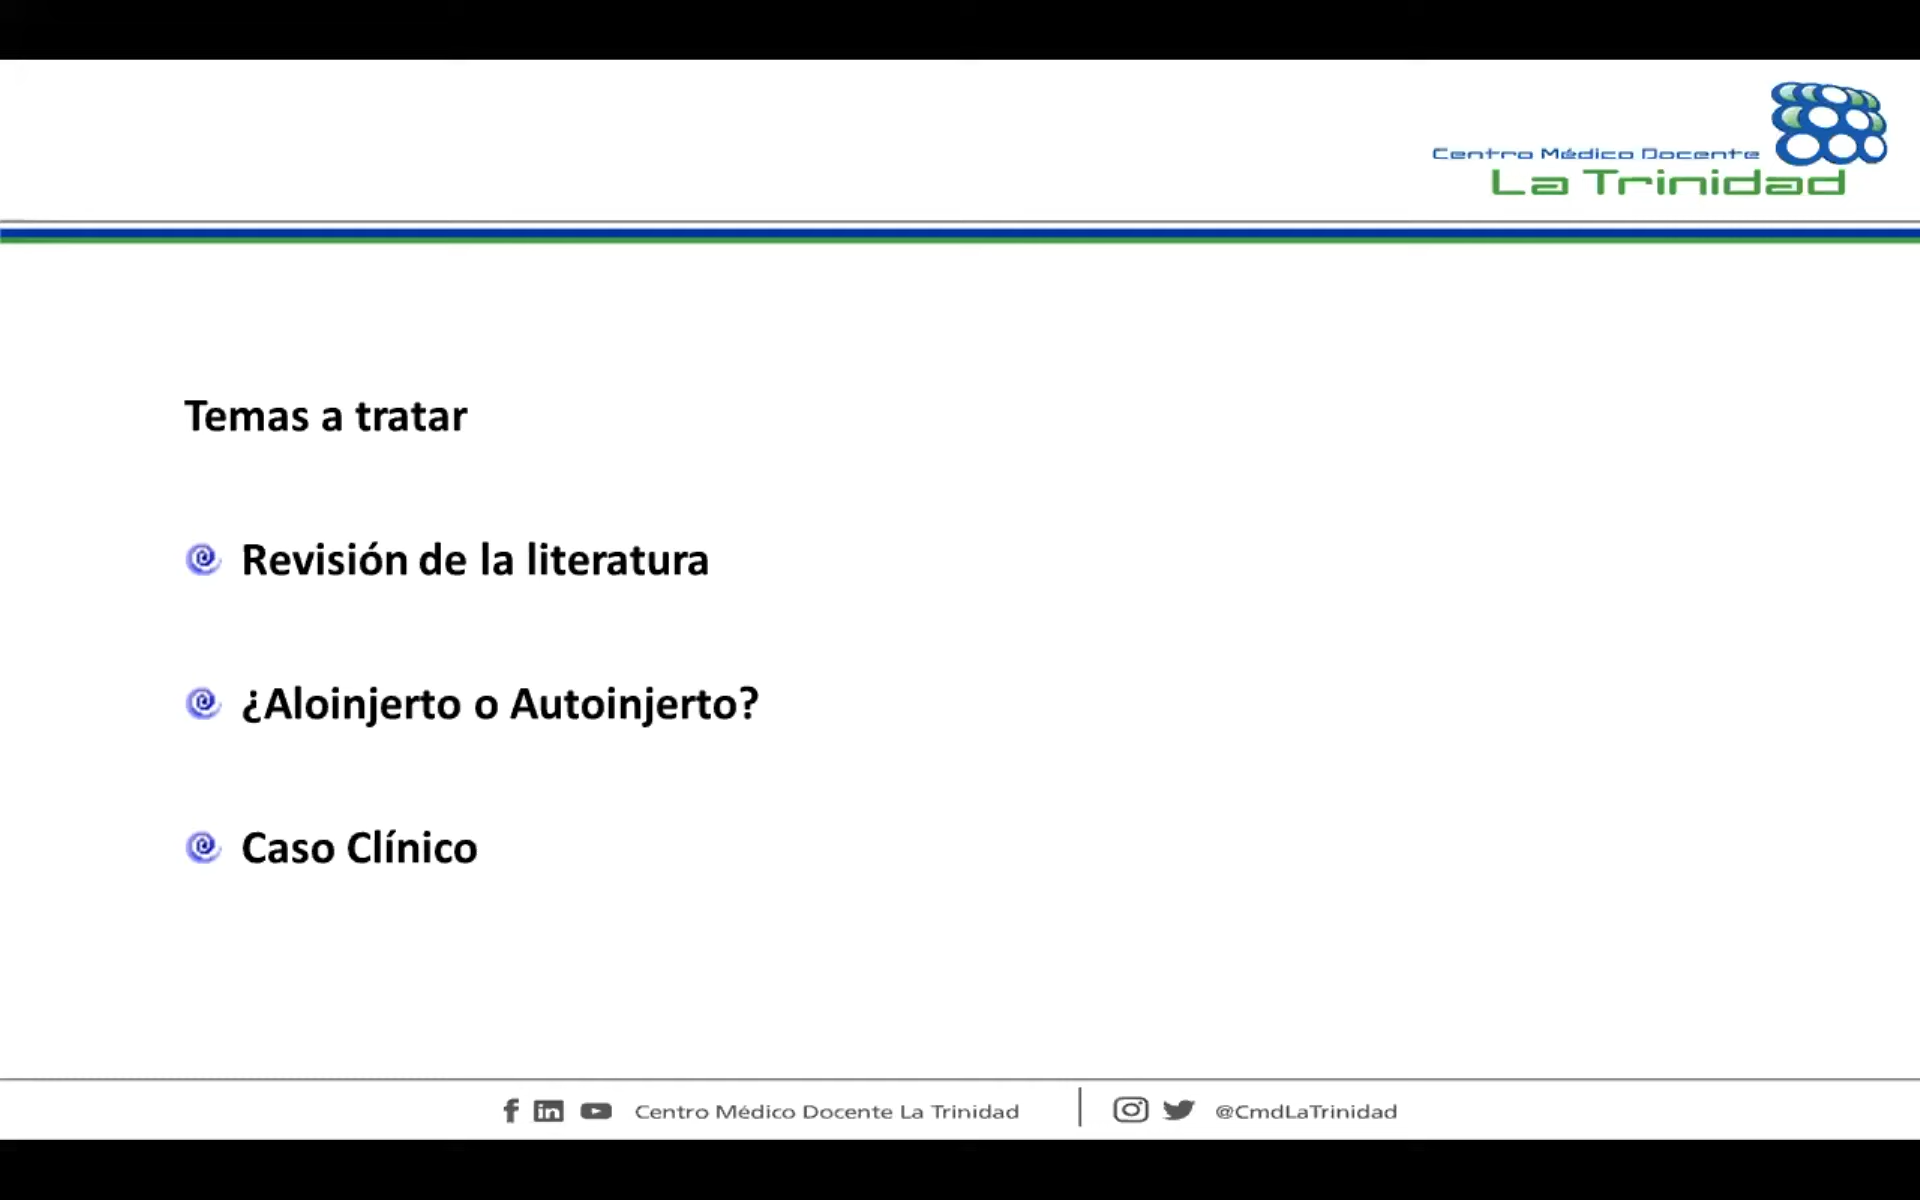 Centro Médico Docente
La Trinidad
Temas a tratar
Revisión de la literatura
¿Aloinjerto o Autoinjerto?
Caso Clínico
Centro Médico Docente La Trinidad
@CmdLaTrinidad